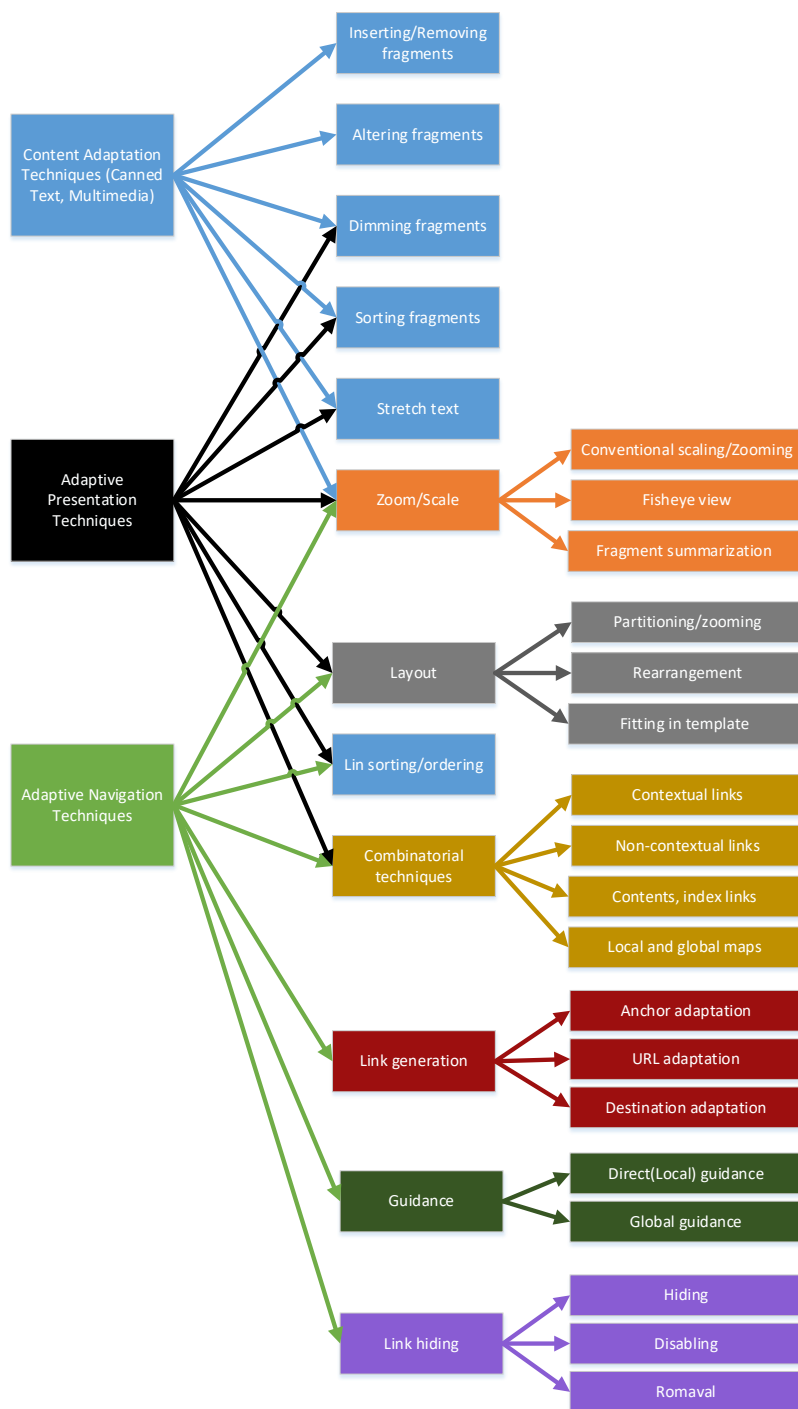 Inserting/Removing
fragments
Altering fragments
Content Adaptation
Techniques (Canned
Text, Multimedia)
Dimming fragments
Sorting fragments
Stretch text
Adaptive
Presentation
Techniques
Zoom/Scale
Conventional scaling/Zooming
Fisheye view
Fragment summarization
Layout
Partitioning/zooming
Rearrangement
Fitting in template
Lin sorting/ordering
Adaptive Navigation
Techniques
Combinatorial
techniques
Contextual links
Non-contextual links
Contents, index links
Local and global maps
Link generation
Anchor adaptation
URL adaptation
Destination adaptation
Guidance
Direct(Local) guidance
Global guidance
Link hiding
Hiding
Disabling
Romaval